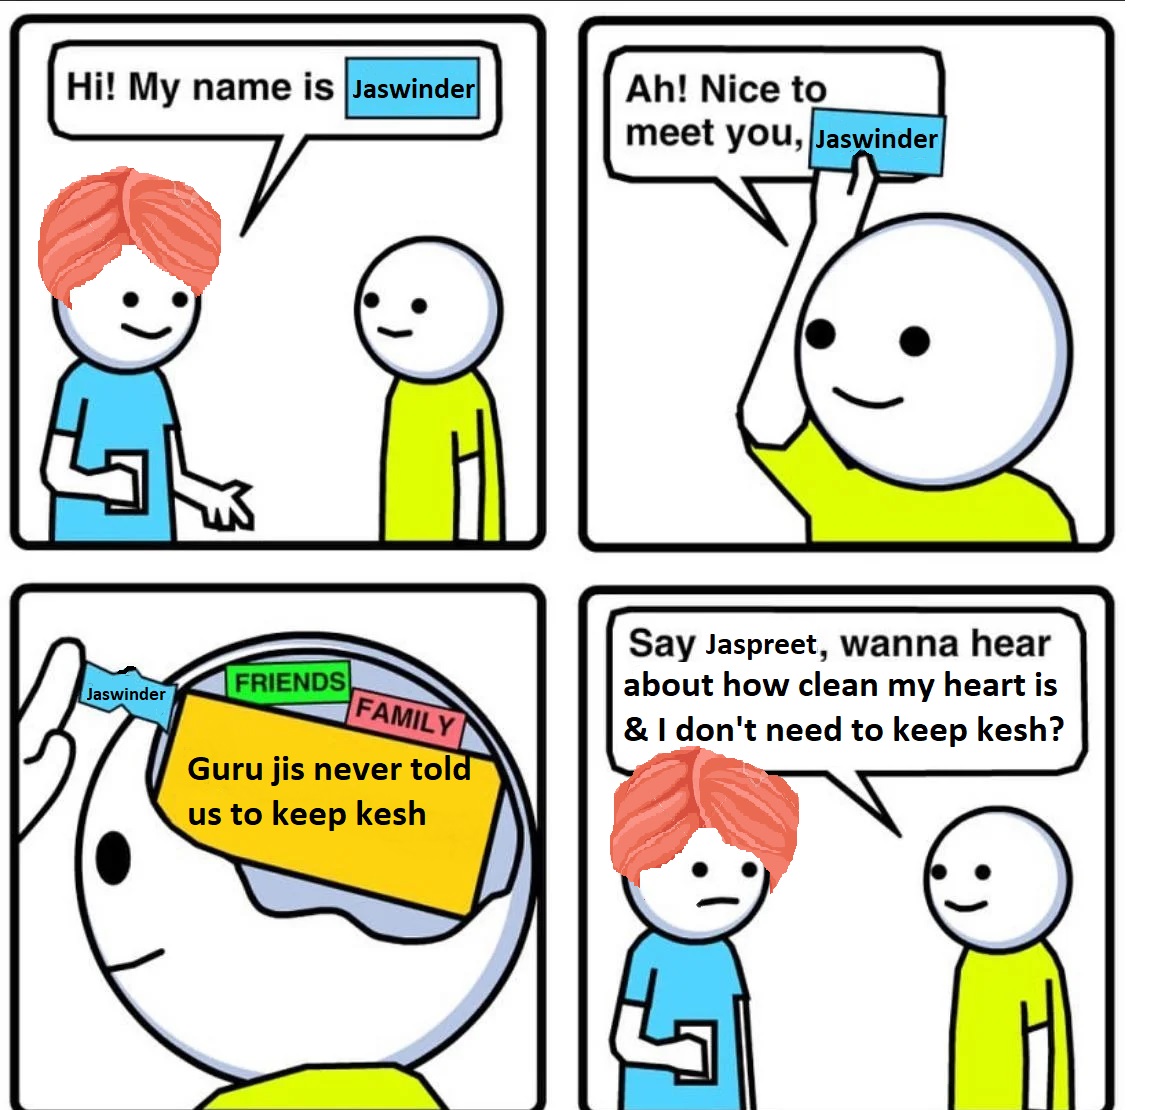 Hi! My name is Jaswinder
Ah! Nice to
meet you, Jaswinder
Jaswinder
FRIENDS
FAMILY
Guru jis never told
us to keep kesh
Say Jaspreet, wanna hear
about how clean my heart is
& I don't need to keep kesh?